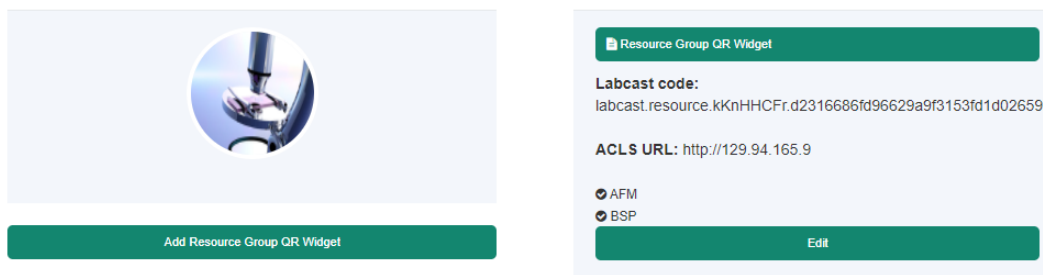 Add Resource Group QR Widget
Resource Group QR Widget
Labcast code:
labcast.resource.kKnHHCFr.d2316686fd96629a9f3153fd1d02659
ACLS URL: http://129.94.165.9
AFM
BSP
Edit